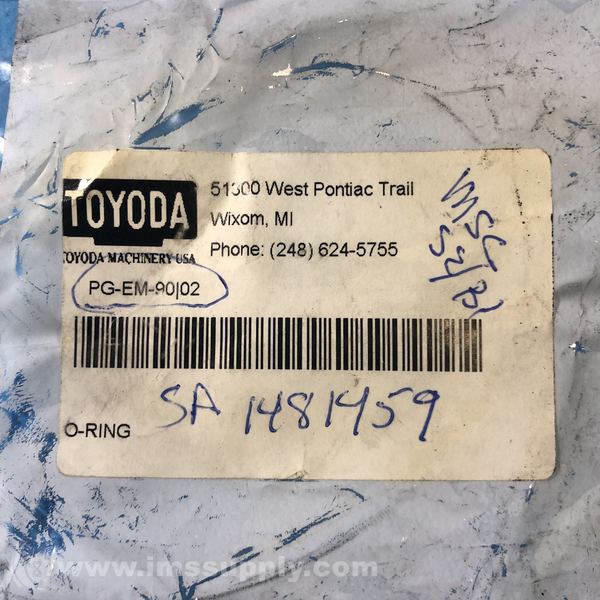 TOYODA
TOYODA MACHINERY USA
51300 West Pontiac Trail
Wixom, MI
Phone: (248) 624-5755
PG-EM-90|02
SA 1481459
O-RING
www.imssupply.com